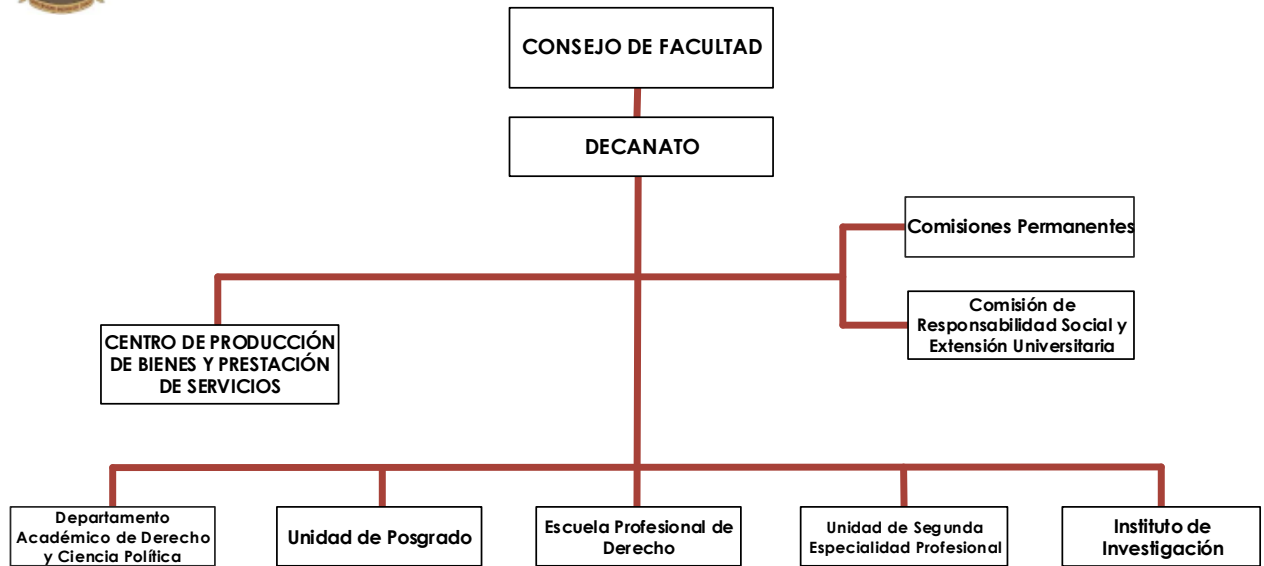 CONSEJO DE FACULTAD
DECANATO
Comisiones Permanentes
Comisión de
Responsabilidad Social y
Extensión Universitaria
CENTRO DE PRODUCCIÓN
DE BIENES Y PRESTACIÓN
DE SERVICIOS
Departamento
Académico de Derecho
y Ciencia Política
Unidad de Posgrado
Escuela Profesional de
Derecho
Unidad de Segunda
Especialidad Profesional
Instituto de
Investigación